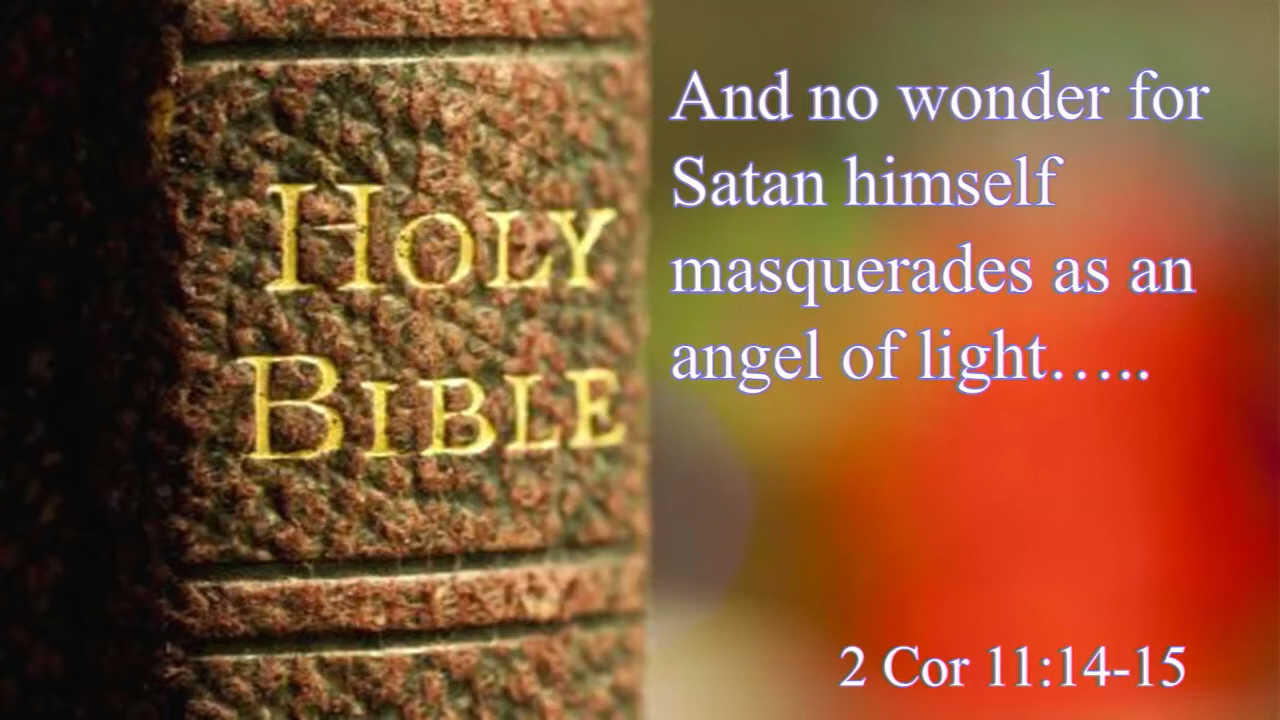 HOLY
BIBLE
And no wonder for
Satan himself
masquerades as an
angel of light…..
2 Cor 11:14-15